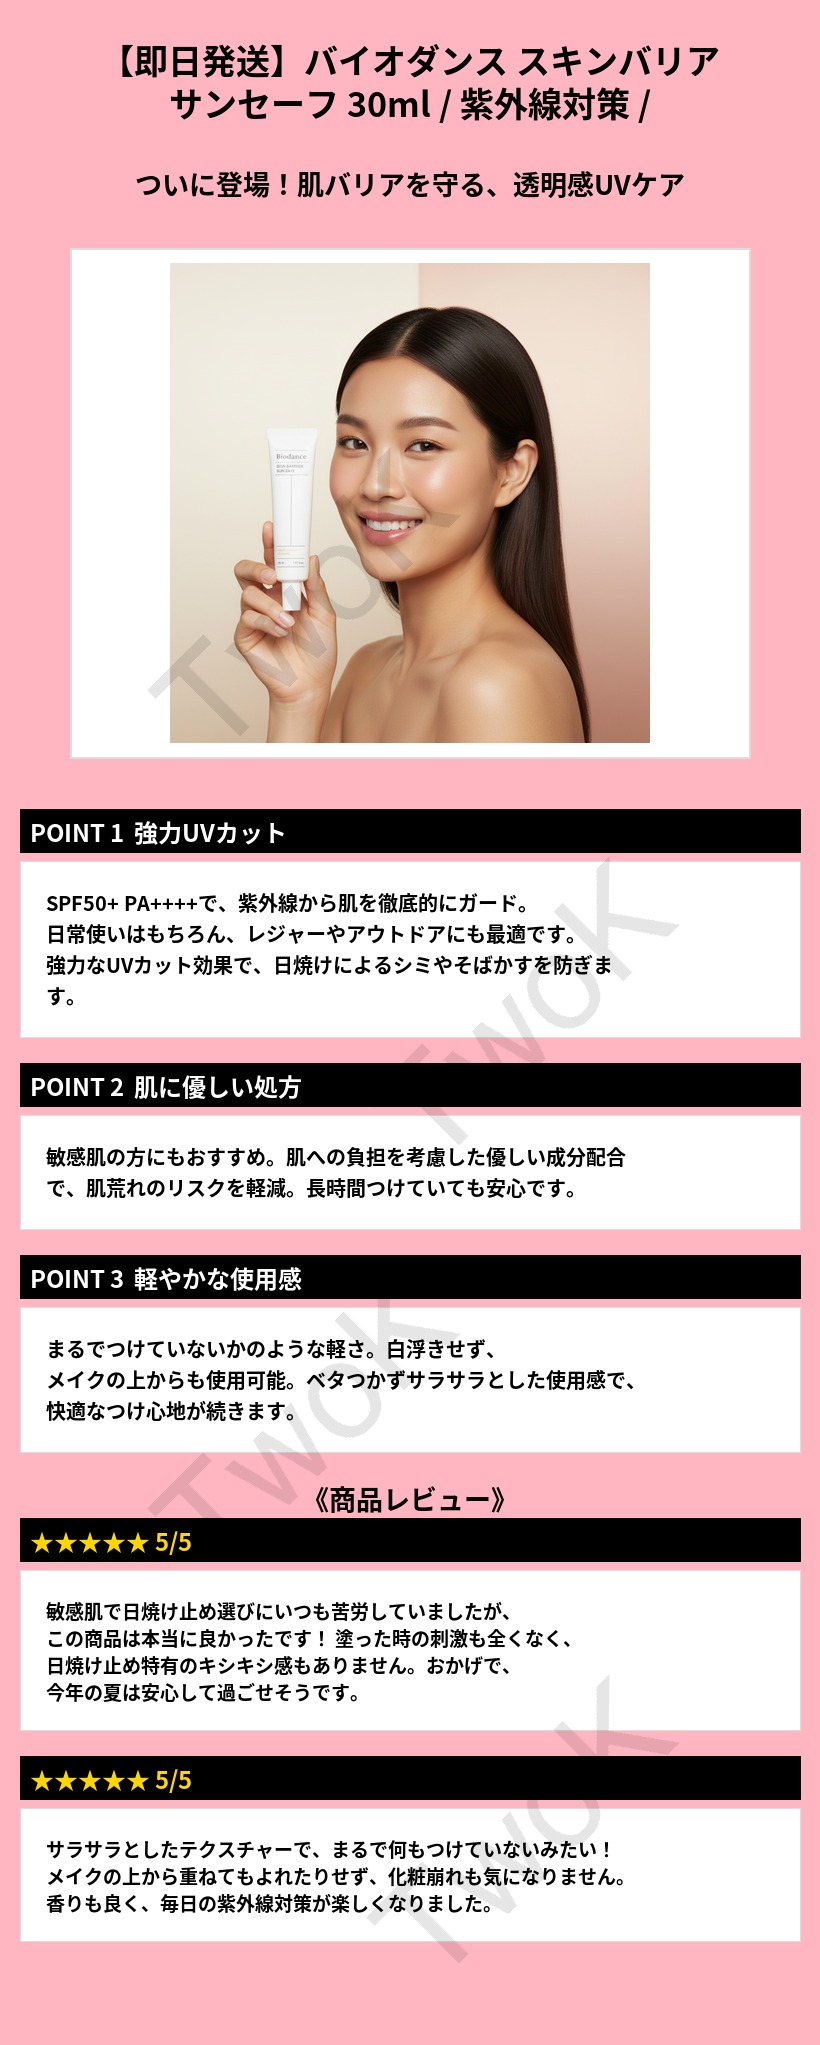 【即日発送】バイオダンス スキンバリア
サンセーフ 30ml / 紫外線対策 /
ついに登場！肌バリアを守る、透明感UVケア
Biodance
TwoK
POINT 1 強力UVカット
SPF50+ PA++++で、紫外線から肌を徹底的にガード。
日常使いはもちろん、レジャーやアウトドアにも最適です。
強力なUVカット効果で、日焼けによるシミやそばかすを防ぎま
す。
TwoK
POINT 2 肌に優しい処方
敏感肌の方にもおすすめ。肌への負担を考慮した優しい成分配合
で、肌荒れのリスクを軽減。長時間つけていても安心です。
POINT 3 軽やかな使用感
まるでつけていないかのような軽さ。白浮きせず、
メイクの上からも使用可能。ベタつかずサラサラとした使用感で、
快適なつけ心地が続きます。
TwoK
《商品レビュー》
★★★★★ 5/5
敏感肌で日焼け止め選びにいつも苦労していましたが、
この商品は本当に良かったです！ 塗った時の刺激も全くなく、
日焼け止め特有のキシキシ感もありません。おかげで、
今年の夏は安心して過ごせそうです。
★★★★★ 5/5
サラサラとしたテクスチャーで、まるで何もつけていないみたい！
メイクの上から重ねてもよれたりせず、化粧崩れも気になりません。
香りも良く、毎日の紫外線対策が楽しくなりました。
TwoK